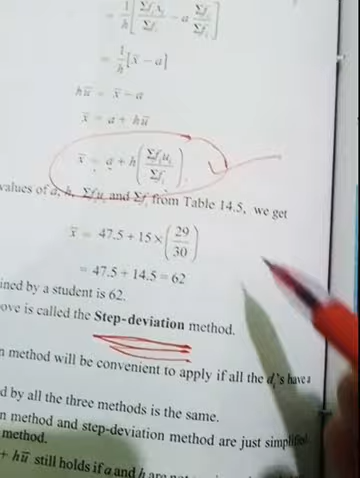 = 1/h [ Σfᵢxᵢ/Σfᵢ − a Σfᵢ/Σfᵢ ]
= 1/h [x̄ − a]
hū = x̄ − a
x̄ = a + hū
x̄ = a + h ( Σfᵢuᵢ/Σfᵢ ).
values of a, h, Σfᵢuᵢ and Σfᵢ from Table 14.5, we get
x̄ = 47.5 + 15 × ( 29/30 )
= 47.5 + 14.5 = 62
ined by a student is 62.
ove is called the Step-deviation method.
n method will be convenient to apply if all the dᵢ's have a
d by all the three methods is the same.
n method and step-deviation method are just
method.
+ hū still holds if a and h are not